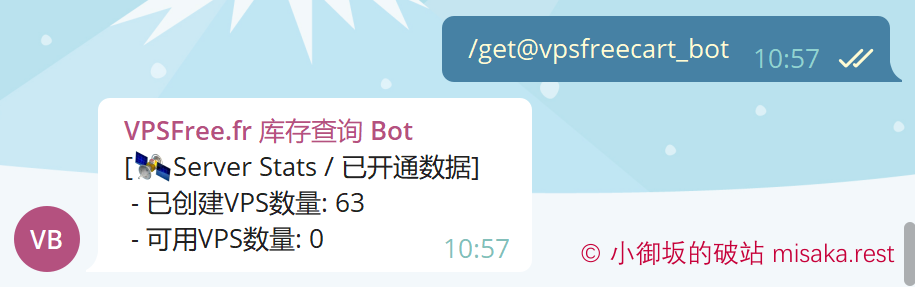 /get@vpsfreecart_bot 10:57
VPSFree.fr 库存查询 Bot
[🛰Server Stats / 已开通数据]
- 已创建VPS数量: 63
- 可用VPS数量: 0
10:57
VB
© 小御坂的破站 misaka.rest